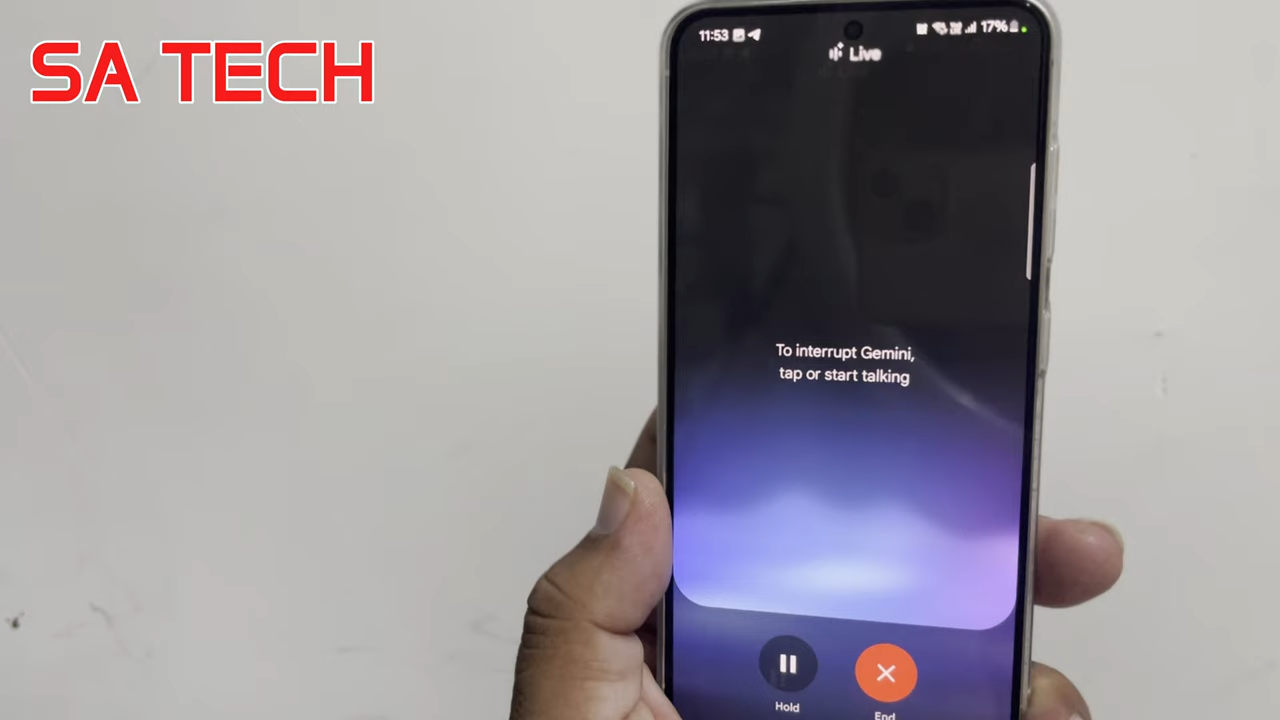 SA TECH
11:53
17%
Live
To interrupt Gemini,
tap or start talking
Hold
End